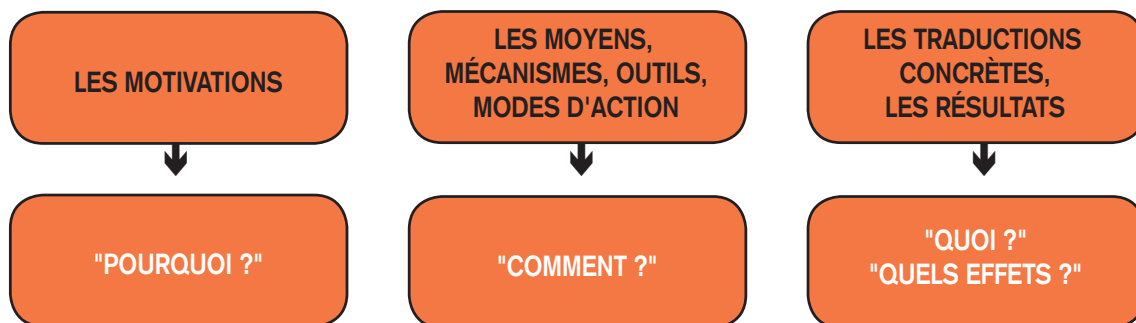 LES MOTIVATIONS
LES MOYENS,
MÉCANISMES, OUTILS,
MODES D'ACTION
LES TRADUCTIONS
CONCRÈTES,
LES RÉSULTATS
"POURQUOI ?"
"COMMENT ?"
"QUOI ?"
"QUELS EFFETS ?"